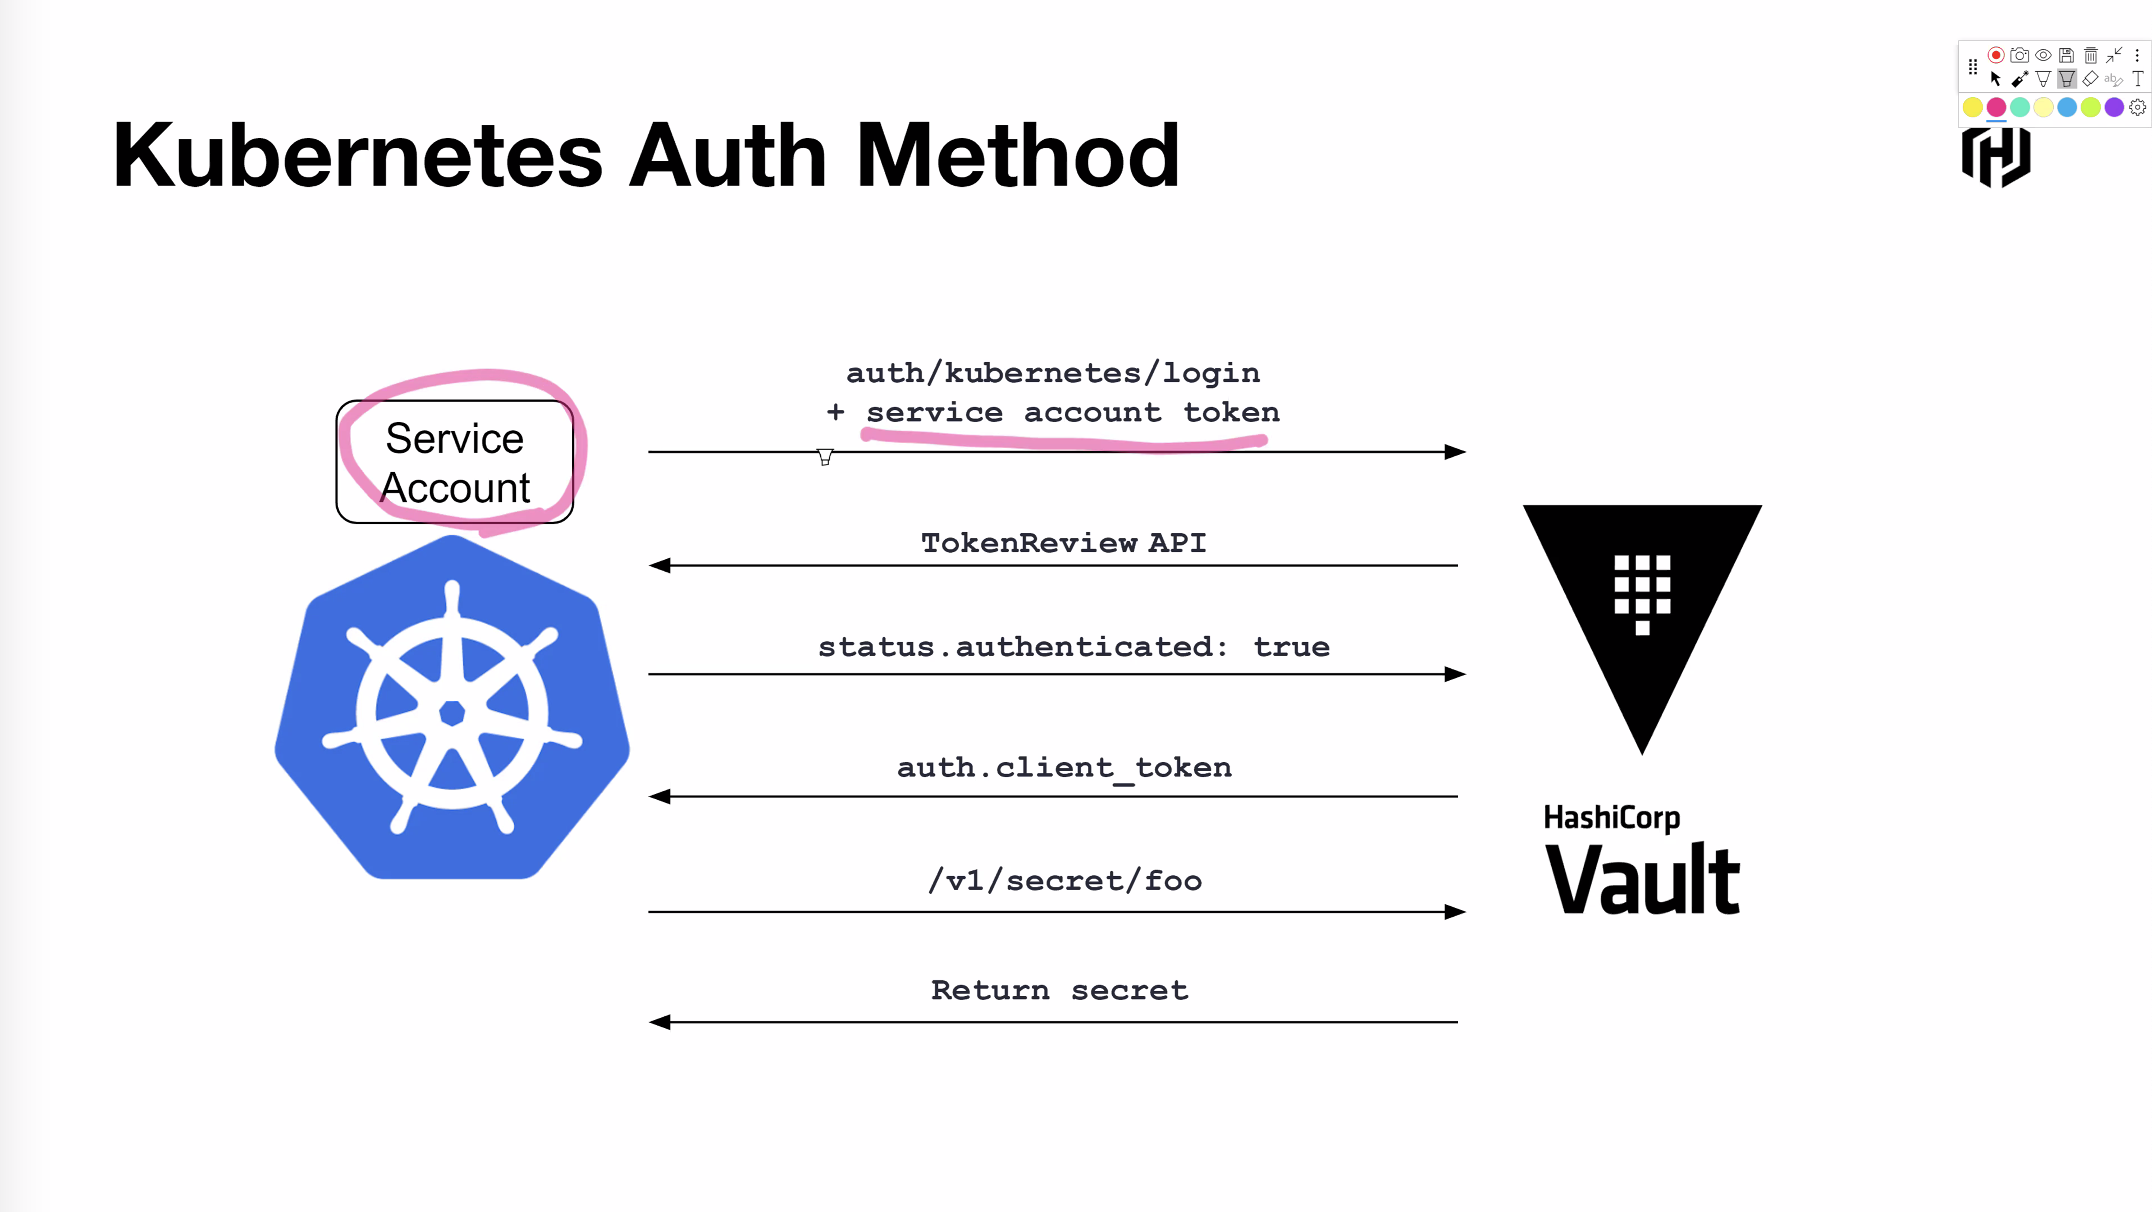 Kubernetes Auth Method
Service
Account
auth/kubernetes/login
+ service account token
TokenReview API
status.authenticated: true
auth.client_token
/v1/secret/foo
Return secret
HashiCorp
Vault